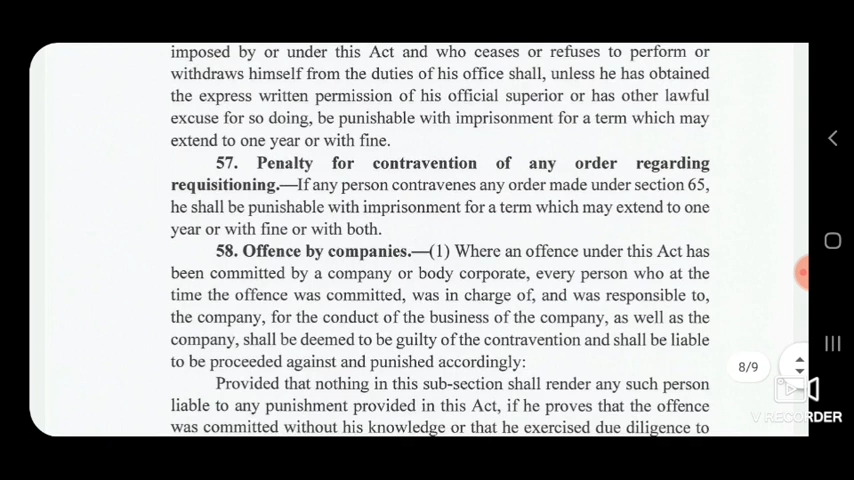 imposed by or under this Act and who ceases or refuses to perform or
withdraws himself from the duties of his office shall, unless he has obtained
the express written permission of his official superior or has other lawful
excuse for so doing, be punishable with imprisonment for a term which may
extend to one year or with fine.
57. Penalty for contravention of any order regarding
requisitioning.—If any person contravenes any order made under section 65,
he shall be punishable with imprisonment for a term which may extend to one
year or with fine or with both.
58. Offence by companies.—(1) Where an offence under this Act has
been committed by a company or body corporate, every person who at the
time the offence was committed, was in charge of, and was responsible to,
the company, for the conduct of the business of the company, as well as the
company, shall be deemed to be guilty of the contravention and shall be liable
to be proceeded against and punished accordingly:
Provided that nothing in this sub-section shall render any such person
liable to any punishment provided in this Act, if he proves that the offence
was committed without his knowledge or that he exercised due diligence to
8/9
V RECORDER